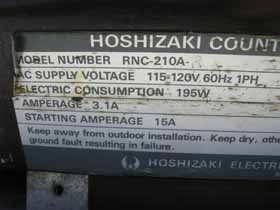 HOSHIZAKI COUNT
MODEL NUMBER RNC-210A-
AC SUPPLY VOLTAGE 115-120V 60Hz 1PH
ELECTRIC CONSUMPTION 195W
AMPERAGE 3.1A
STARTING AMPERAGE 15A
Keep away from outdoor installation. Keep dry, othe
ground fault resulting in failure.
HOSHIZAKI ELECTRI